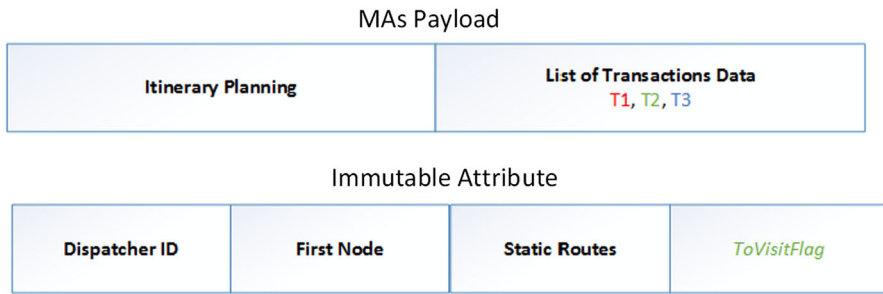 MAs Payload
Itinerary Planning
List of Transactions Data
T1, T2, T3
Immutable Attribute
Dispatcher ID
First Node
Static Routes
ToVisitFlag